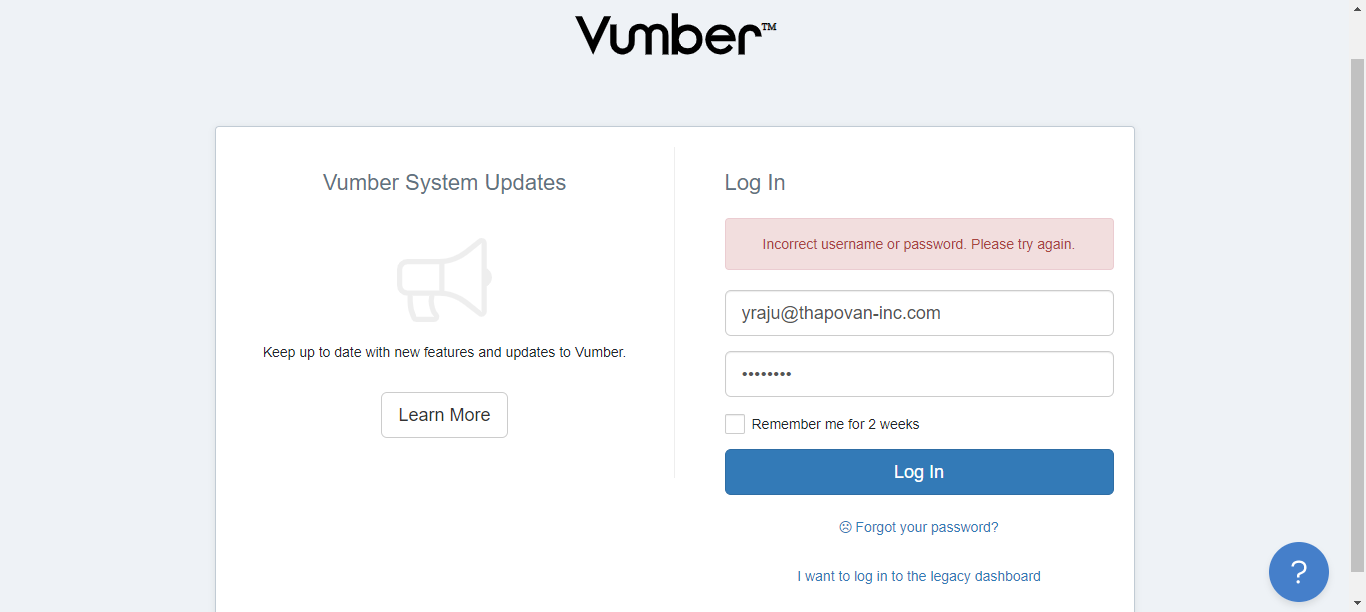 Vumber™
Vumber System Updates
Keep up to date with new features and updates to Vumber.
Learn More
Log In
Incorrect username or password. Please try again.
yraju@thapovan-inc.com
••••••••
Remember me for 2 weeks
Log In
☹ Forgot your password?
I want to log in to the legacy dashboard
?